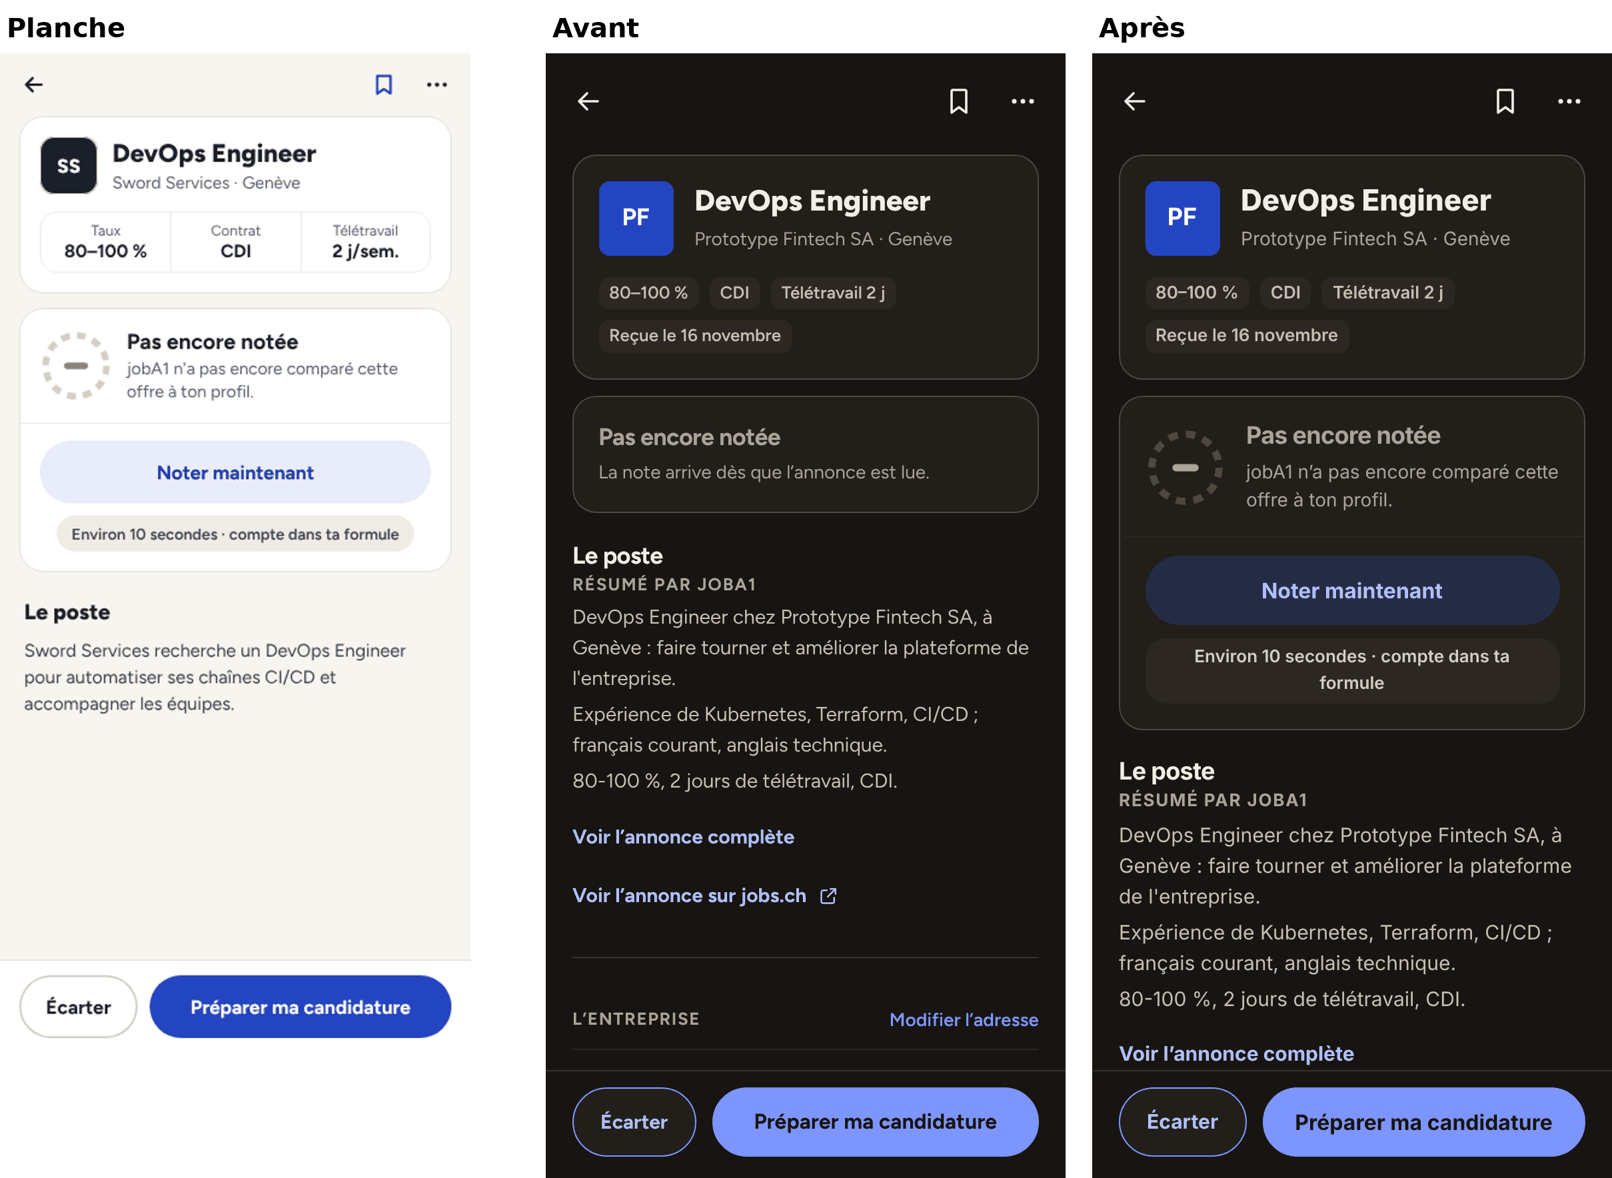 Planche
SS
DevOps Engineer
Sword Services · Genève
Taux
80–100 %
Contrat
CDI
Télétravail
2 j/sem.
Pas encore notée
jobA1 n'a pas encore comparé cette
offre à ton profil.
Noter maintenant
Environ 10 secondes · compte dans ta formule
Le poste
Sword Services recherche un DevOps Engineer
pour automatiser ses chaînes CI/CD et
accompagner les équipes.
Écarter
Préparer ma candidature
Avant
PF
DevOps Engineer
Prototype Fintech SA · Genève
80–100 %
CDI
Télétravail 2 j
Reçue le 16 novembre
Pas encore notée
La note arrive dès que l’annonce est lue.
Le poste
RÉSUMÉ PAR JOBA1
DevOps Engineer chez Prototype Fintech SA, à
Genève : faire tourner et améliorer la plateforme de
l'entreprise.
Expérience de Kubernetes, Terraform, CI/CD ;
français courant, anglais technique.
80-100 %, 2 jours de télétravail, CDI.
Voir l’annonce complète
Voir l’annonce sur jobs.ch
L’ENTREPRISE
Modifier l’adresse
Écarter
Préparer ma candidature
Après
PF
DevOps Engineer
Prototype Fintech SA · Genève
80–100 %
CDI
Télétravail 2 j
Reçue le 16 novembre
Pas encore notée
jobA1 n’a pas encore comparé cette
offre à ton profil.
Noter maintenant
Environ 10 secondes · compte dans ta
formule
Le poste
RÉSUMÉ PAR JOBA1
DevOps Engineer chez Prototype Fintech SA, à
Genève : faire tourner et améliorer la plateforme
de l'entreprise.
Expérience de Kubernetes, Terraform, CI/CD ;
français courant, anglais technique.
80-100 %, 2 jours de télétravail, CDI.
Voir l’annonce complète
Écarter
Préparer ma candidature